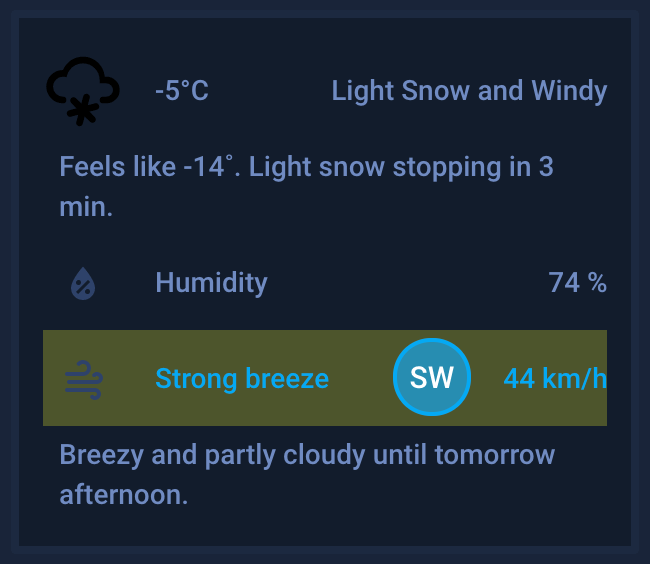 -5°C Light Snow and Windy
Feels like -14˚. Light snow stopping in 3
min.
Humidity 74 %
Strong breeze SW 44 km/h
Breezy and partly cloudy until tomorrow
afternoon.